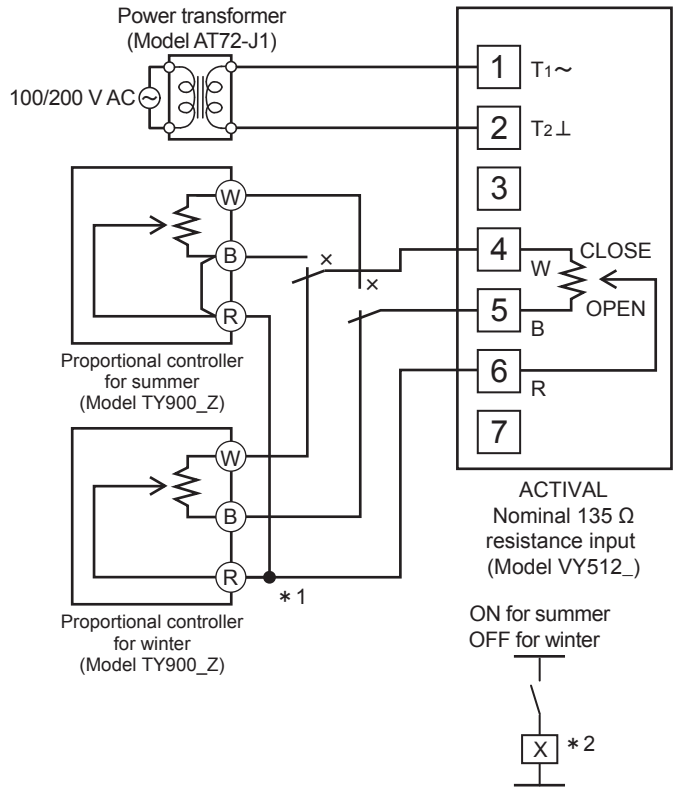 Power transformer
(Model AT72-J1)
100/200 V AC
1 T1~
2 T2⊥
3
4 W
CLOSE
OPEN
5 B
6 R
7
W
B
R
×
×
Proportional controller
for summer
(Model TY900_Z)
W
B
R
*1
Proportional controller
for winter
(Model TY900_Z)
ACTIVAL
Nominal 135 Ω
resistance input
(Model VY512_)
ON for summer
OFF for winter
X *2